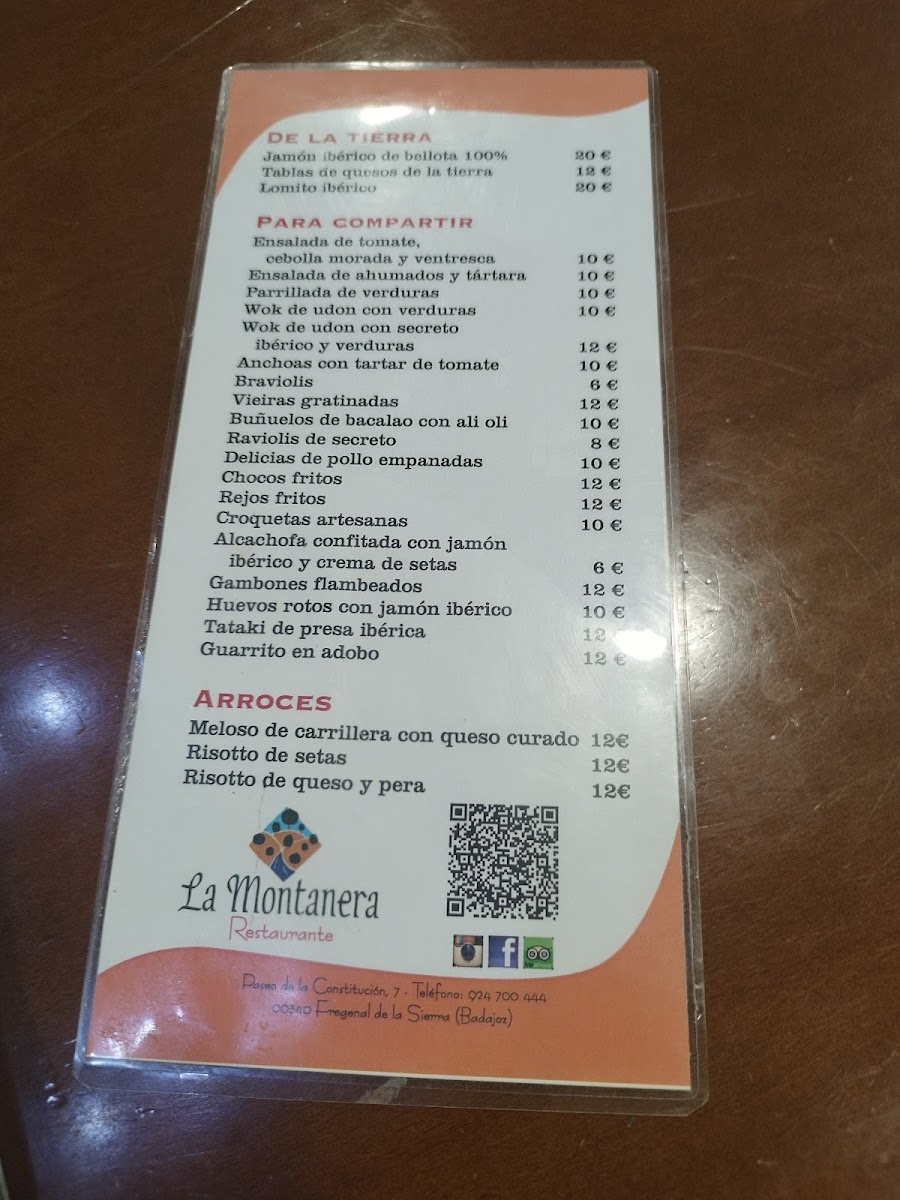 DE LA TIERRA
Jamón ibérico de bellota 100% 20 €
Tablas de quesos de la tierra 12 €
Lomito ibérico 20 €
PARA COMPARTIR
Ensalada de tomate,
cebolla morada y ventresca 10 €
Ensalada de ahumados y tártara 10 €
Parrillada de verduras 10 €
Wok de udon con verduras 10 €
Wok de udon con secreto
ibérico y verduras 12 €
Anchoas con tartar de tomate 10 €
Braviolis 6 €
Vieiras gratinadas 12 €
Buñuelos de bacalao con ali oli 10 €
Raviolis de secreto 8 €
Delicias de pollo empanadas 10 €
Chocos fritos 12 €
Rejos fritos 12 €
Croquetas artesanas 10 €
Alcachofa confitada con jamón
ibérico y crema de setas 6 €
Gambones flambeados 12 €
Huevos rotos con jamón ibérico 10 €
Tataki de presa ibérica 12 €
Guarrito en adobo 12 €
ARROCES
Meloso de carrillera con queso curado 12€
Risotto de setas 12€
Risotto de queso y pera 12€
La Montanera
Restaurante
Paseo de la Constitución, 7 - Teléfono: 924 700 444
Fregenal de la Sierra (Badajoz)